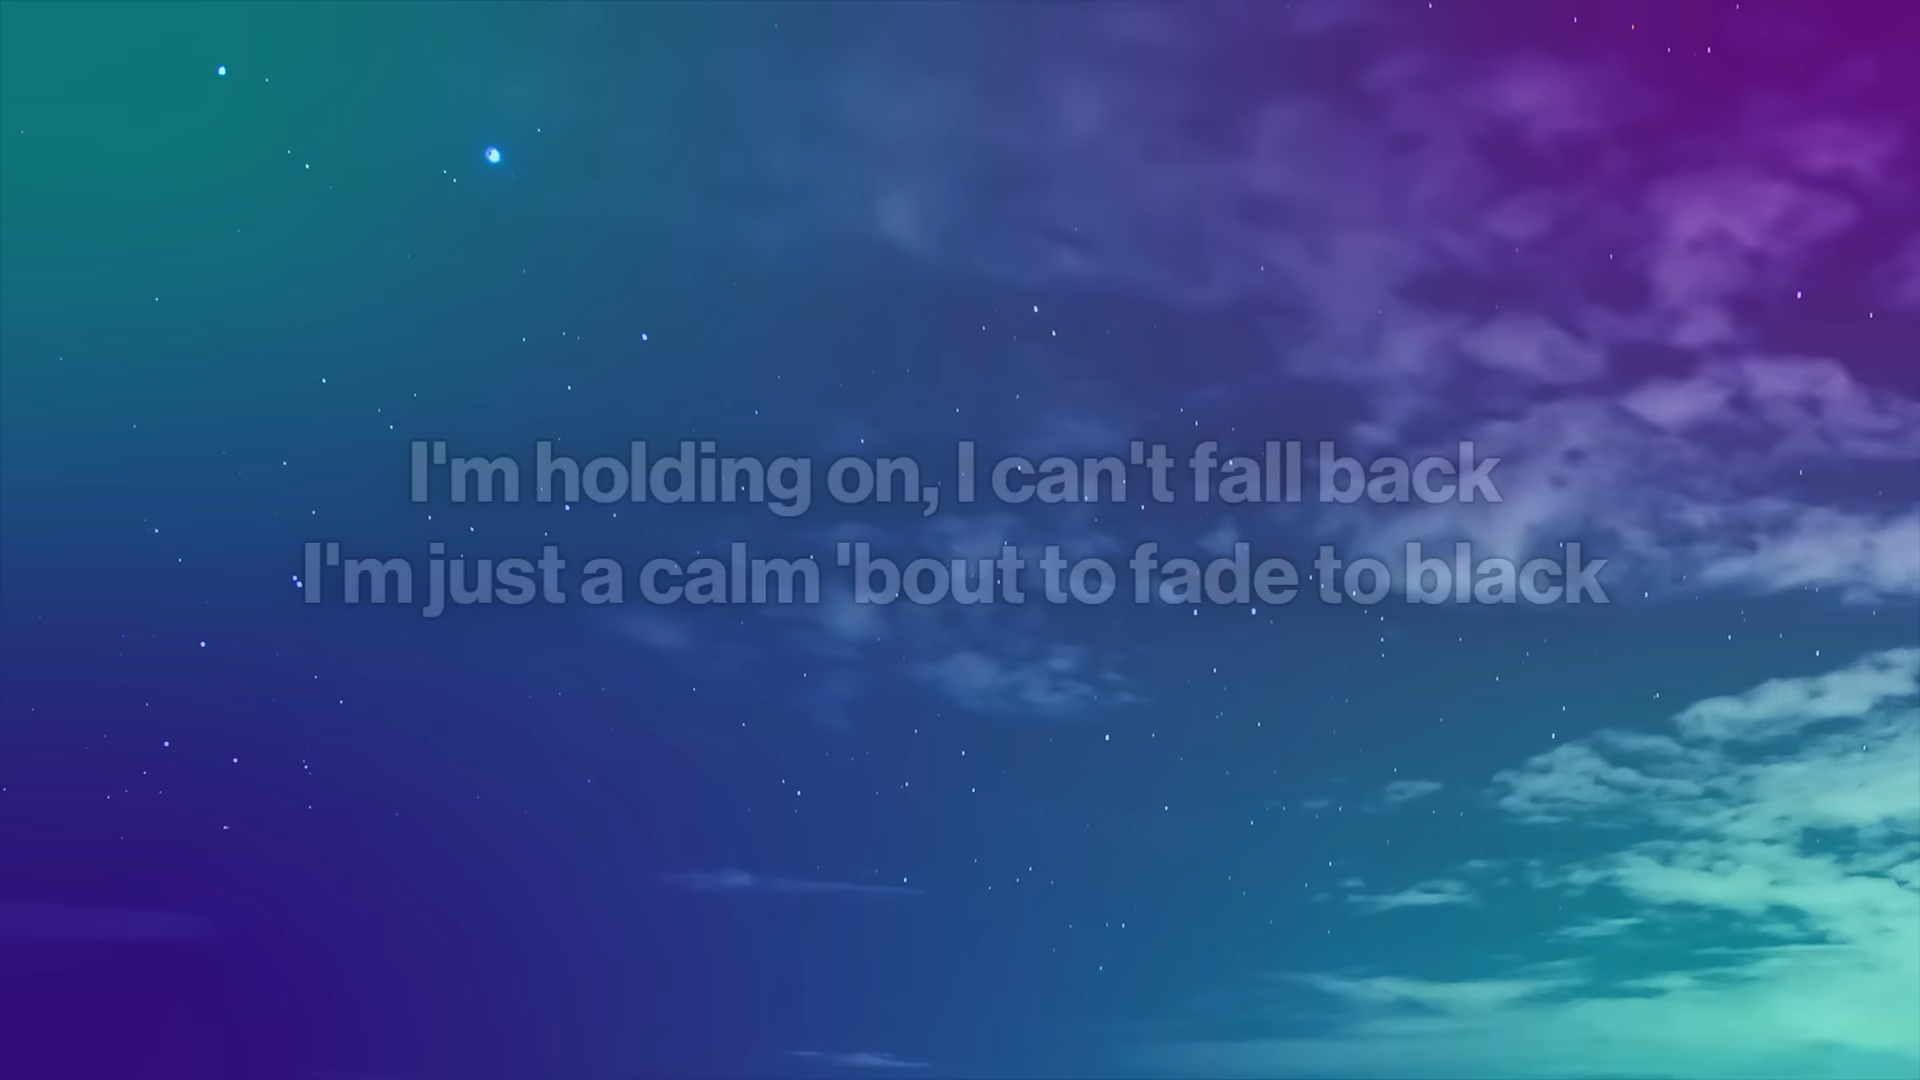 I'm holding on, I can't fall back
I'm just a calm 'bout to fade to black